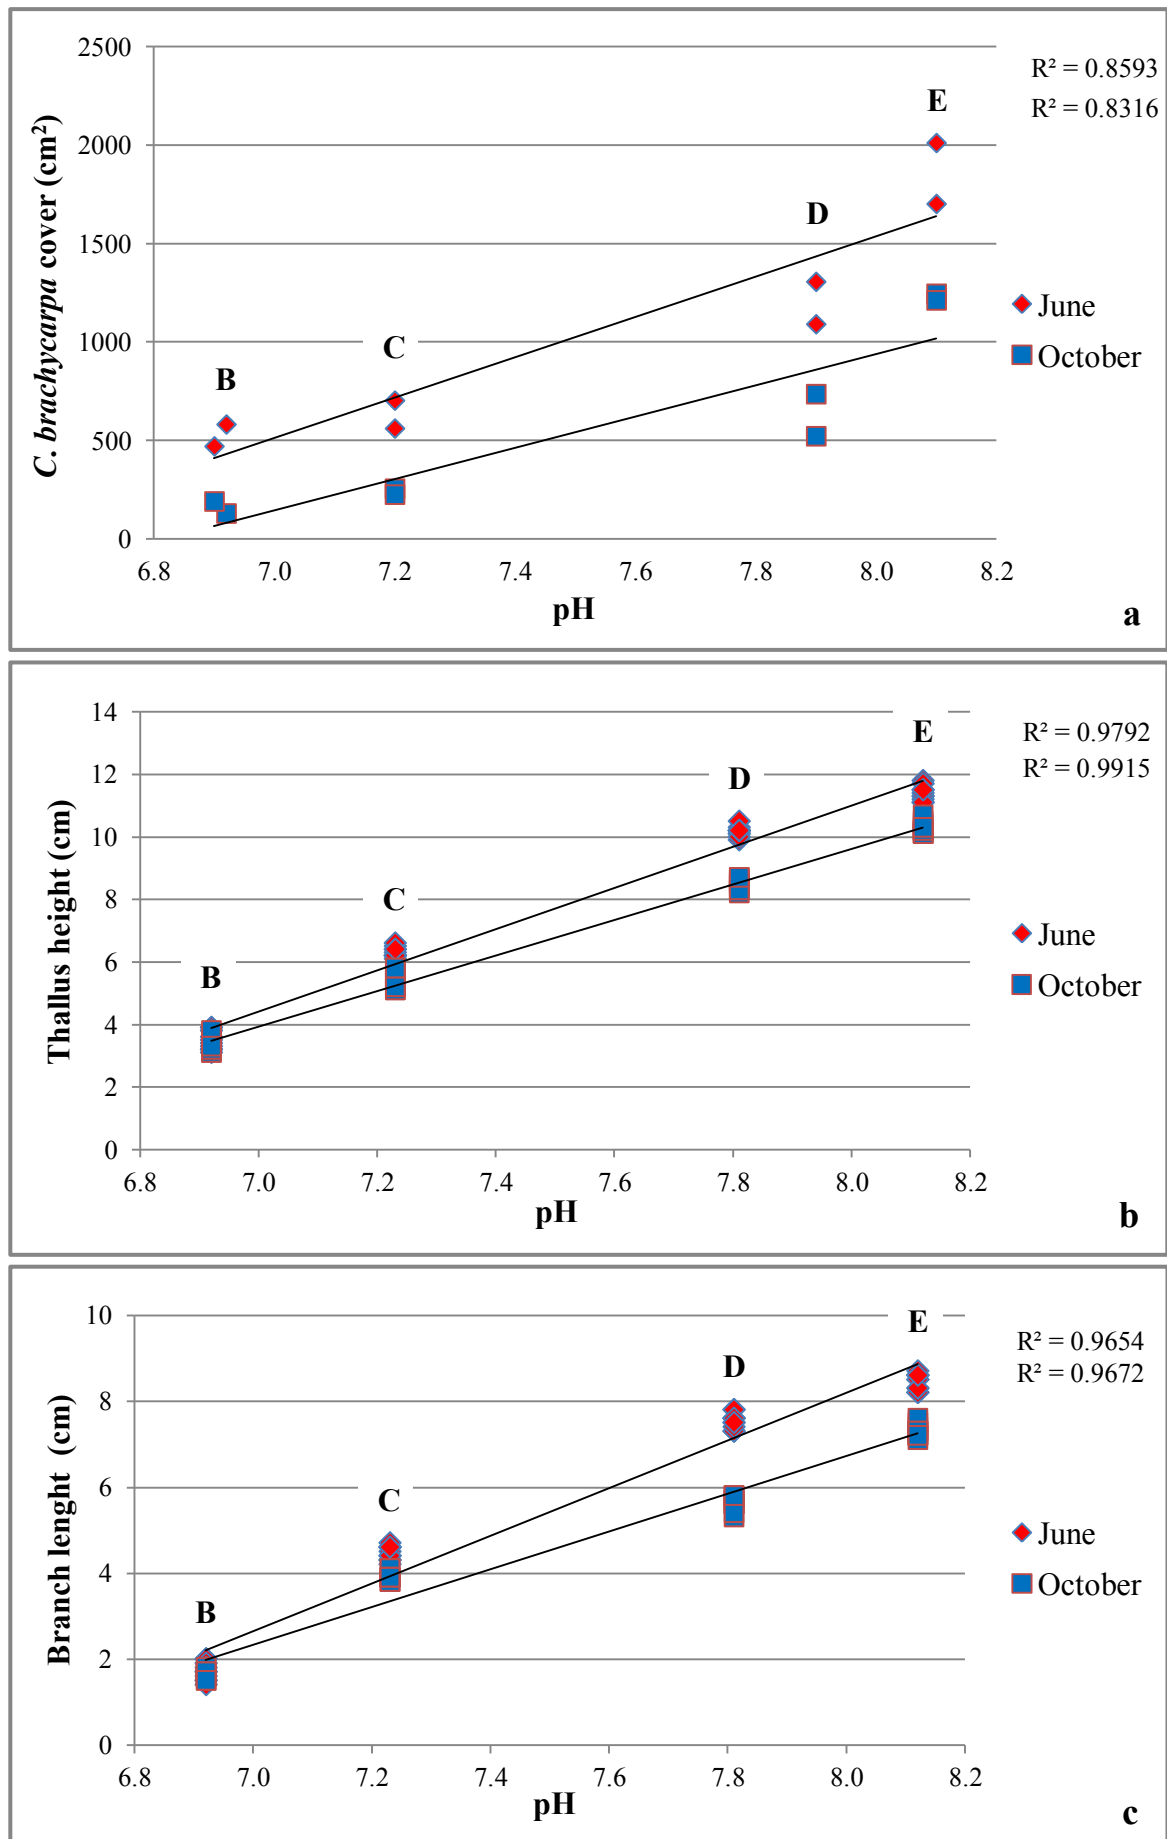 2500
R² = 0.8593
R² = 0.8316
E
2000
D
1500
C. brachycarpa cover (cm²)
June
C
1000
October
B
500
0
6.8 7.0 7.2 7.4 7.6 7.8 8.0 8.2
pH
a
14
R² = 0.9792
R² = 0.9915
E
12
D
10
C
8
Thallus height (cm)
June
B
6
October
4
2
0
6.8 7.0 7.2 7.4 7.6 7.8 8.0 8.2
pH
b
10
E
R² = 0.9654
R² = 0.9672
D
8
C
6
Branch lenght (cm)
June
B
4
October
2
0
6.8 7.0 7.2 7.4 7.6 7.8 8.0 8.2
pH
c